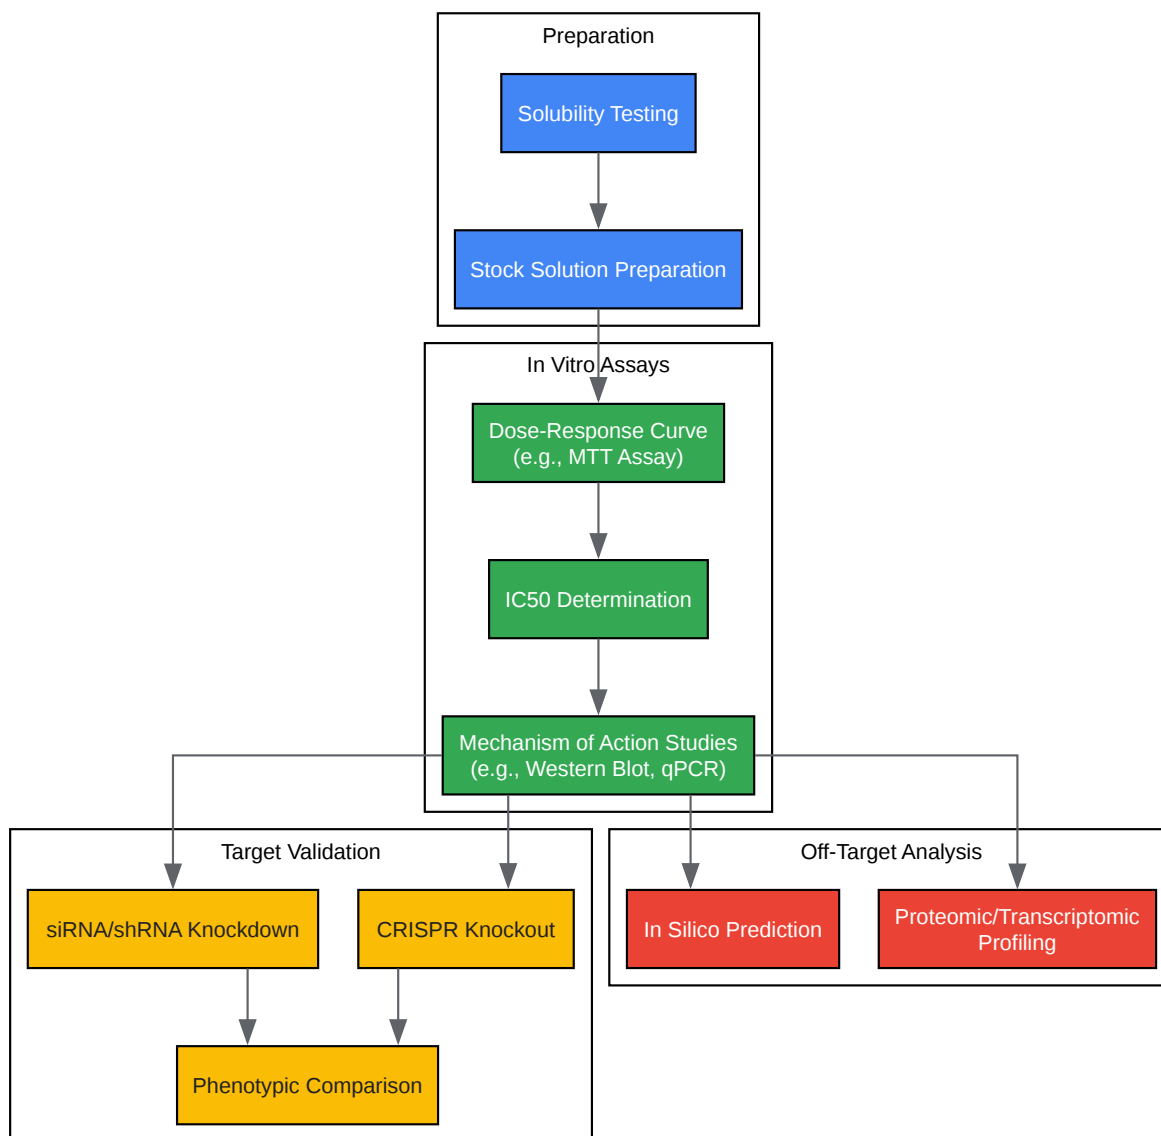 Preparation
Solubility Testing
Stock Solution Preparation
In Vitro Assays
Dose-Response Curve
(e.g., MTT Assay)
IC50 Determination
Mechanism of Action Studies
(e.g., Western Blot, qPCR)
Target Validation
siRNA/shRNA Knockdown
CRISPR Knockout
Phenotypic Comparison
Off-Target Analysis
In Silico Prediction
Proteomic/Transcriptomic
Profiling